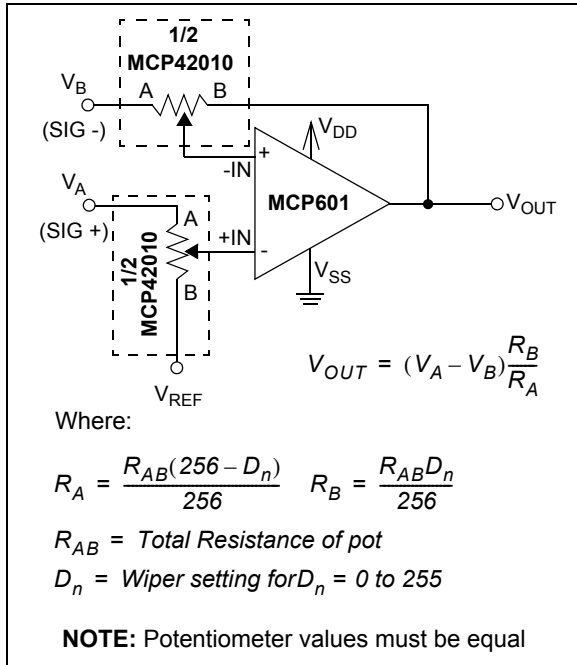 1/2
MCP42010
V_B
A
B
(SIG -)
V_DD
+
-IN
V_A
MCP601
V_OUT
(SIG +)
A
+IN
-
1/2
MCP42010
B
V_SS
V_REF
V_OUT = (V_A – V_B) R_B/R_A
Where:
R_A = R_AB(256 – D_n)/256 R_B = R_AB D_n/256
R_AB = Total Resistance of pot
D_n = Wiper setting forD_n = 0 to 255
NOTE: Potentiometer values must be equal